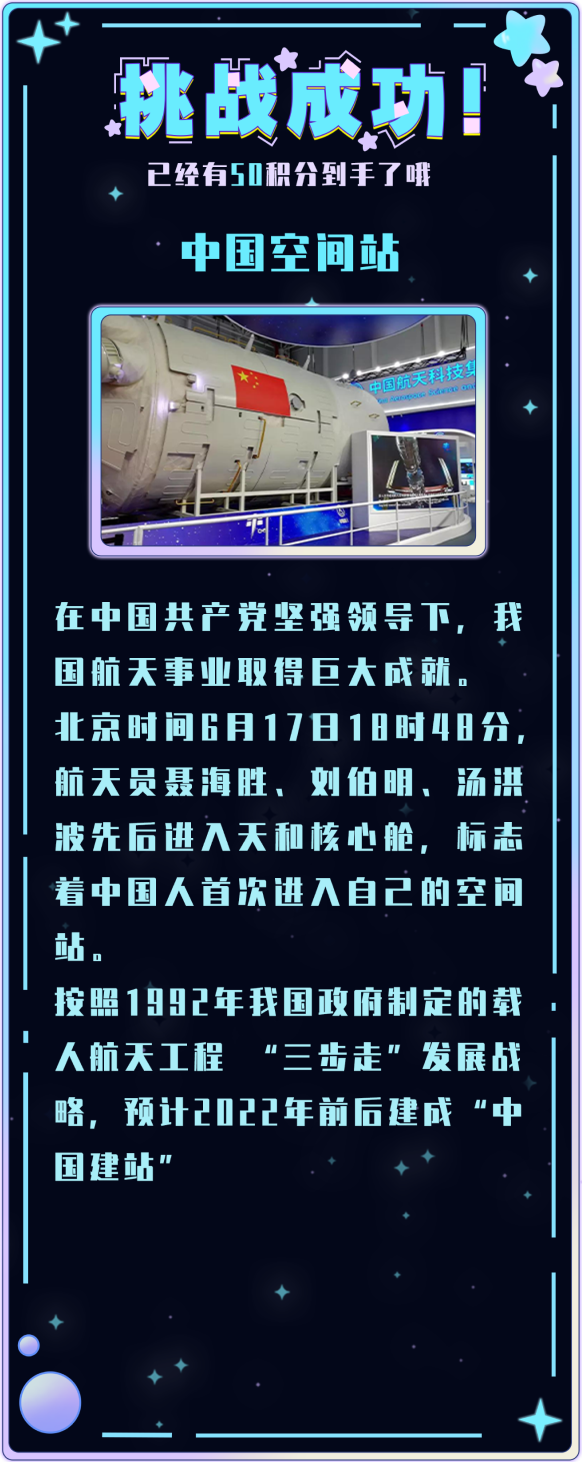 挑战成功!
已经有50积分到手了哦
中国空间站
中国航天科技集
在中国共产党坚强领导下，我
国航天事业取得巨大成就。
北京时间6月17日18时48分,
航天员聂海胜、刘伯明、汤洪
波先后进入天和核心舱，标志
着中国人首次进入自己的空间
站。
按照1992年我国政府制定的载
人航天工程 “三步走”发展战
略，预计2022年前后建成“中
国建站”